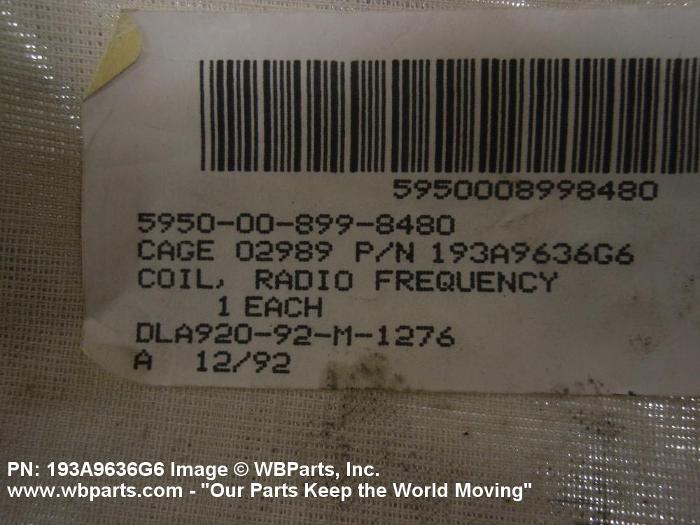 5950008998480
5950-00-899-8480
CAGE 02989 P/N 193A9636G6
COIL, RADIO FREQUENCY
1 EACH
DLA920-92-M-1276
A 12/92
PN: 193A9636G6 Image © WBParts, Inc.
www.wbparts.com - "Our Parts Keep the World Moving"